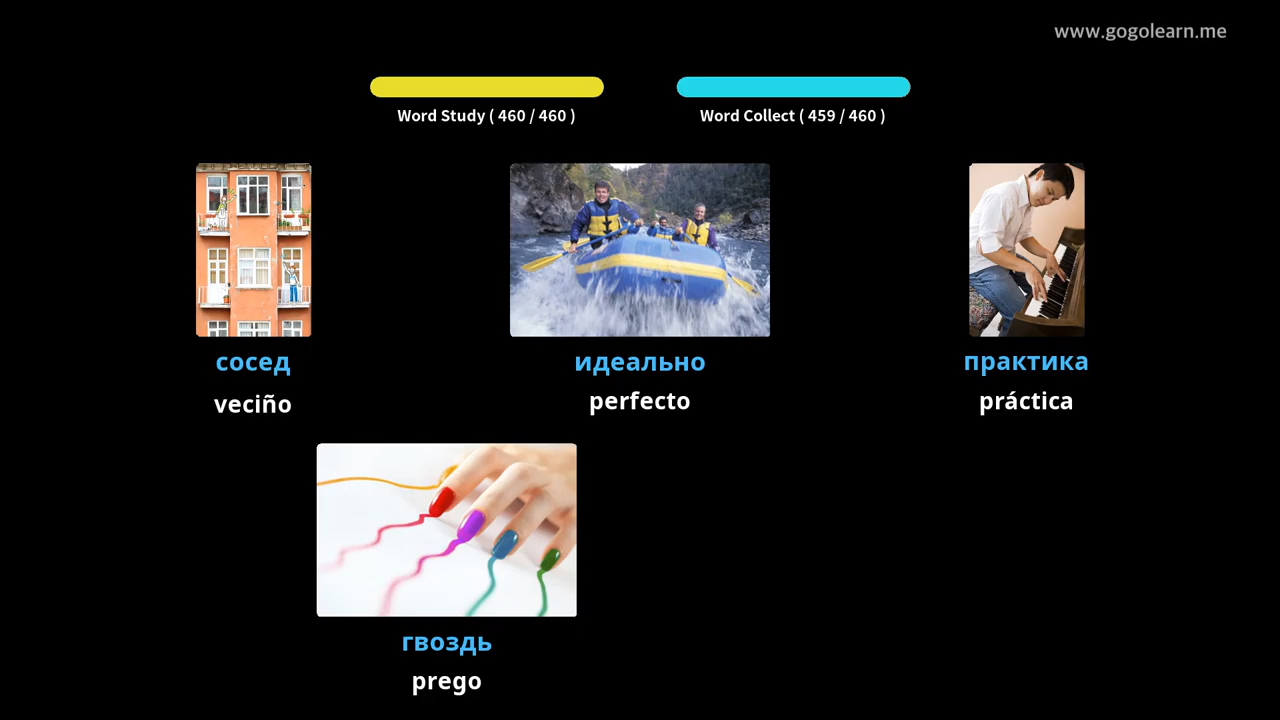 www.gogolearn.me
Word Study ( 460 / 460 )
Word Collect ( 459 / 460 )
сосед
veciño
идеально
perfecto
практика
práctica
гвоздь
prego